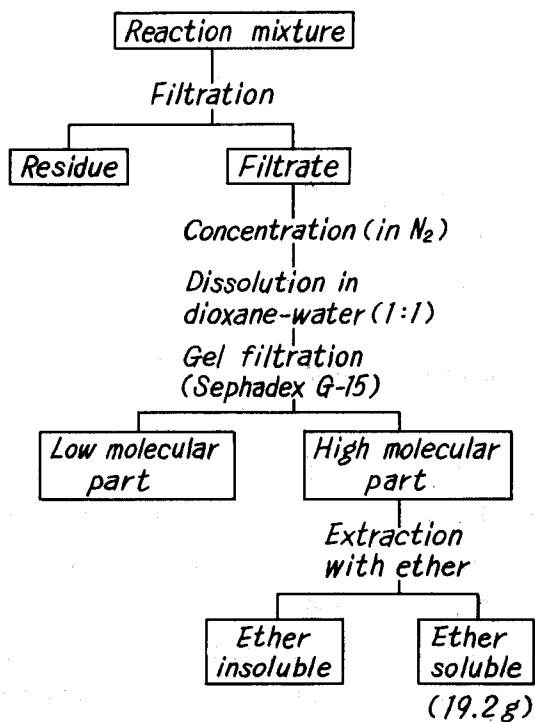 Reaction mixture
Filtration
Residue
Filtrate
Concentration (in N₂)
Dissolution in
dioxane-water (1:1)
Gel filtration
(Sephadex G-15)
Low molecular
part
High molecular
part
Extraction
with ether
Ether
insoluble
Ether
soluble
(19.2g)